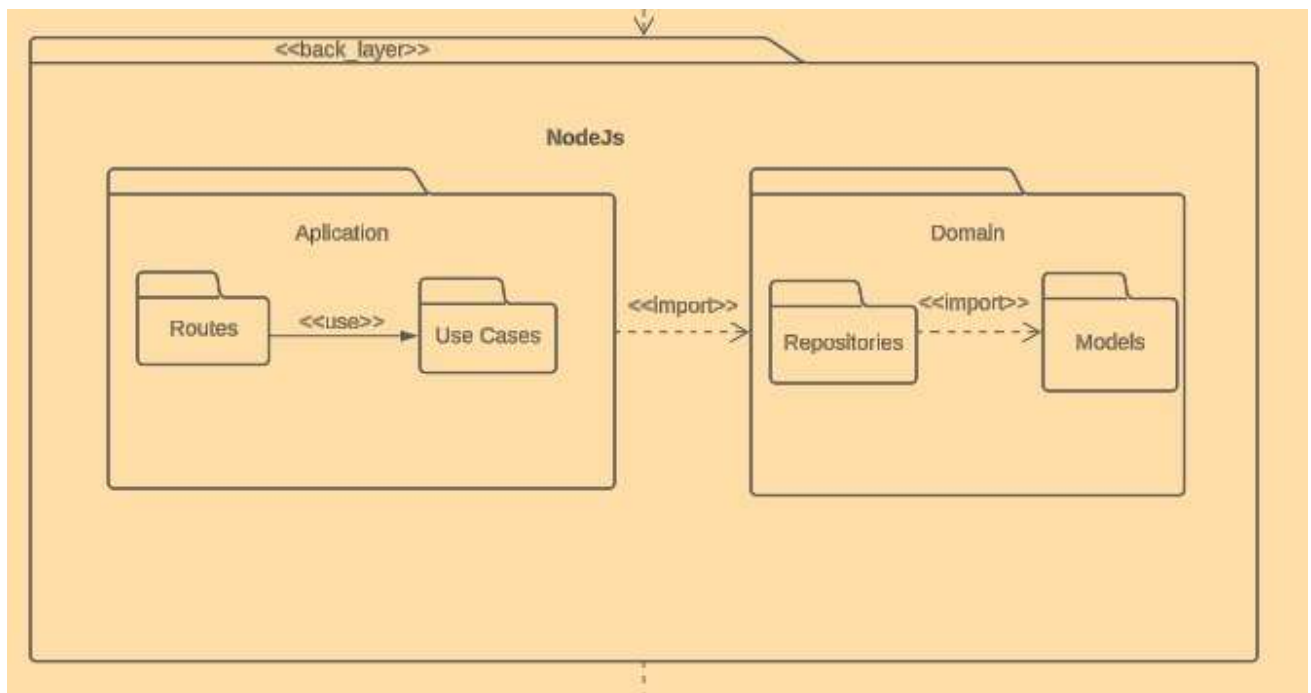 <<back_layer>>
NodeJs
Aplication
Domain
Routes
<<use>>
Use Cases
<<import>>
Repositories
<<import>>
Models